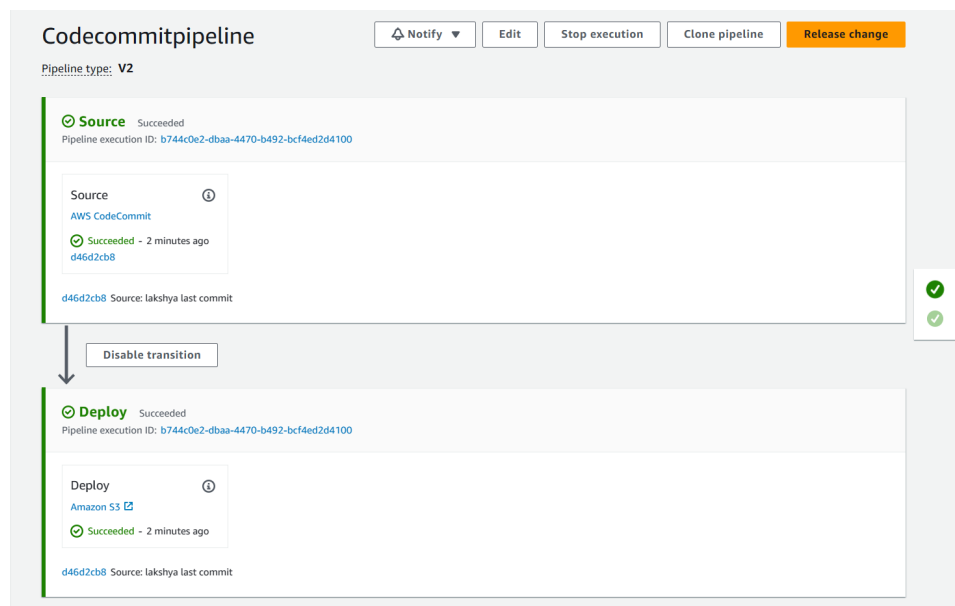 Codecommitpipeline
Notify
Edit
Stop execution
Clone pipeline
Release change
Pipeline type: V2
Source Succeeded
Pipeline execution ID: b744c0e2-dbaa-4470-b492-bcf4ed2d4100
Source
AWS CodeCommit
Succeeded - 2 minutes ago
d46d2cb8
d46d2cb8 Source: lakshya last commit
Disable transition
Deploy Succeeded
Pipeline execution ID: b744c0e2-dbaa-4470-b492-bcf4ed2d4100
Deploy
Amazon S3
Succeeded - 2 minutes ago
d46d2cb8 Source: lakshya last commit